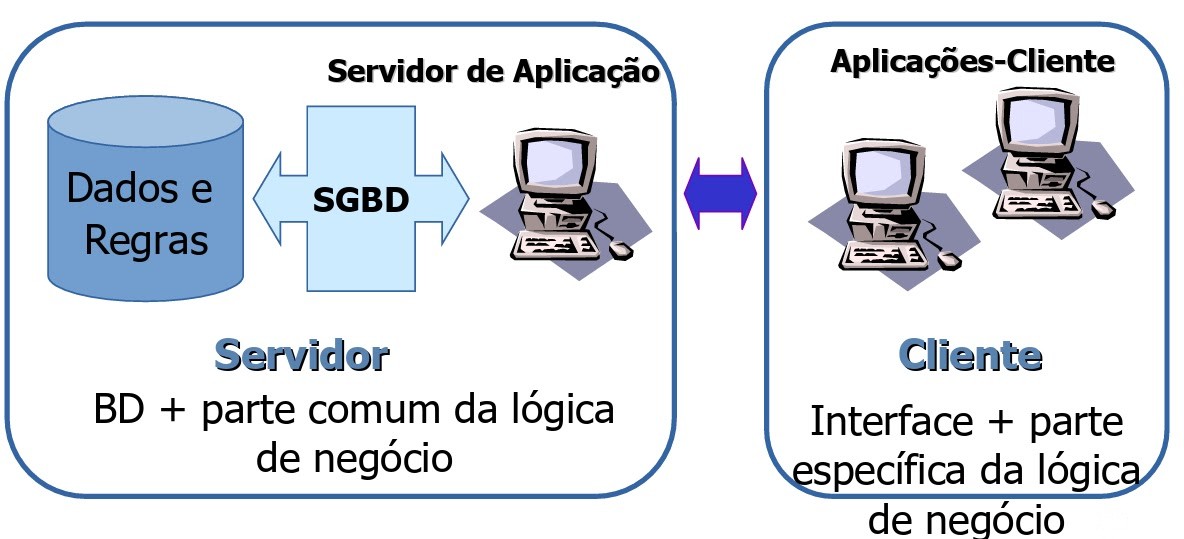 Servidor de Aplicação
Dados e
Regras
SGBD
Servidor
BD + parte comum da lógica
de negócio
Aplicações-Cliente
Cliente
Interface + parte
específica da lógica
de negócio